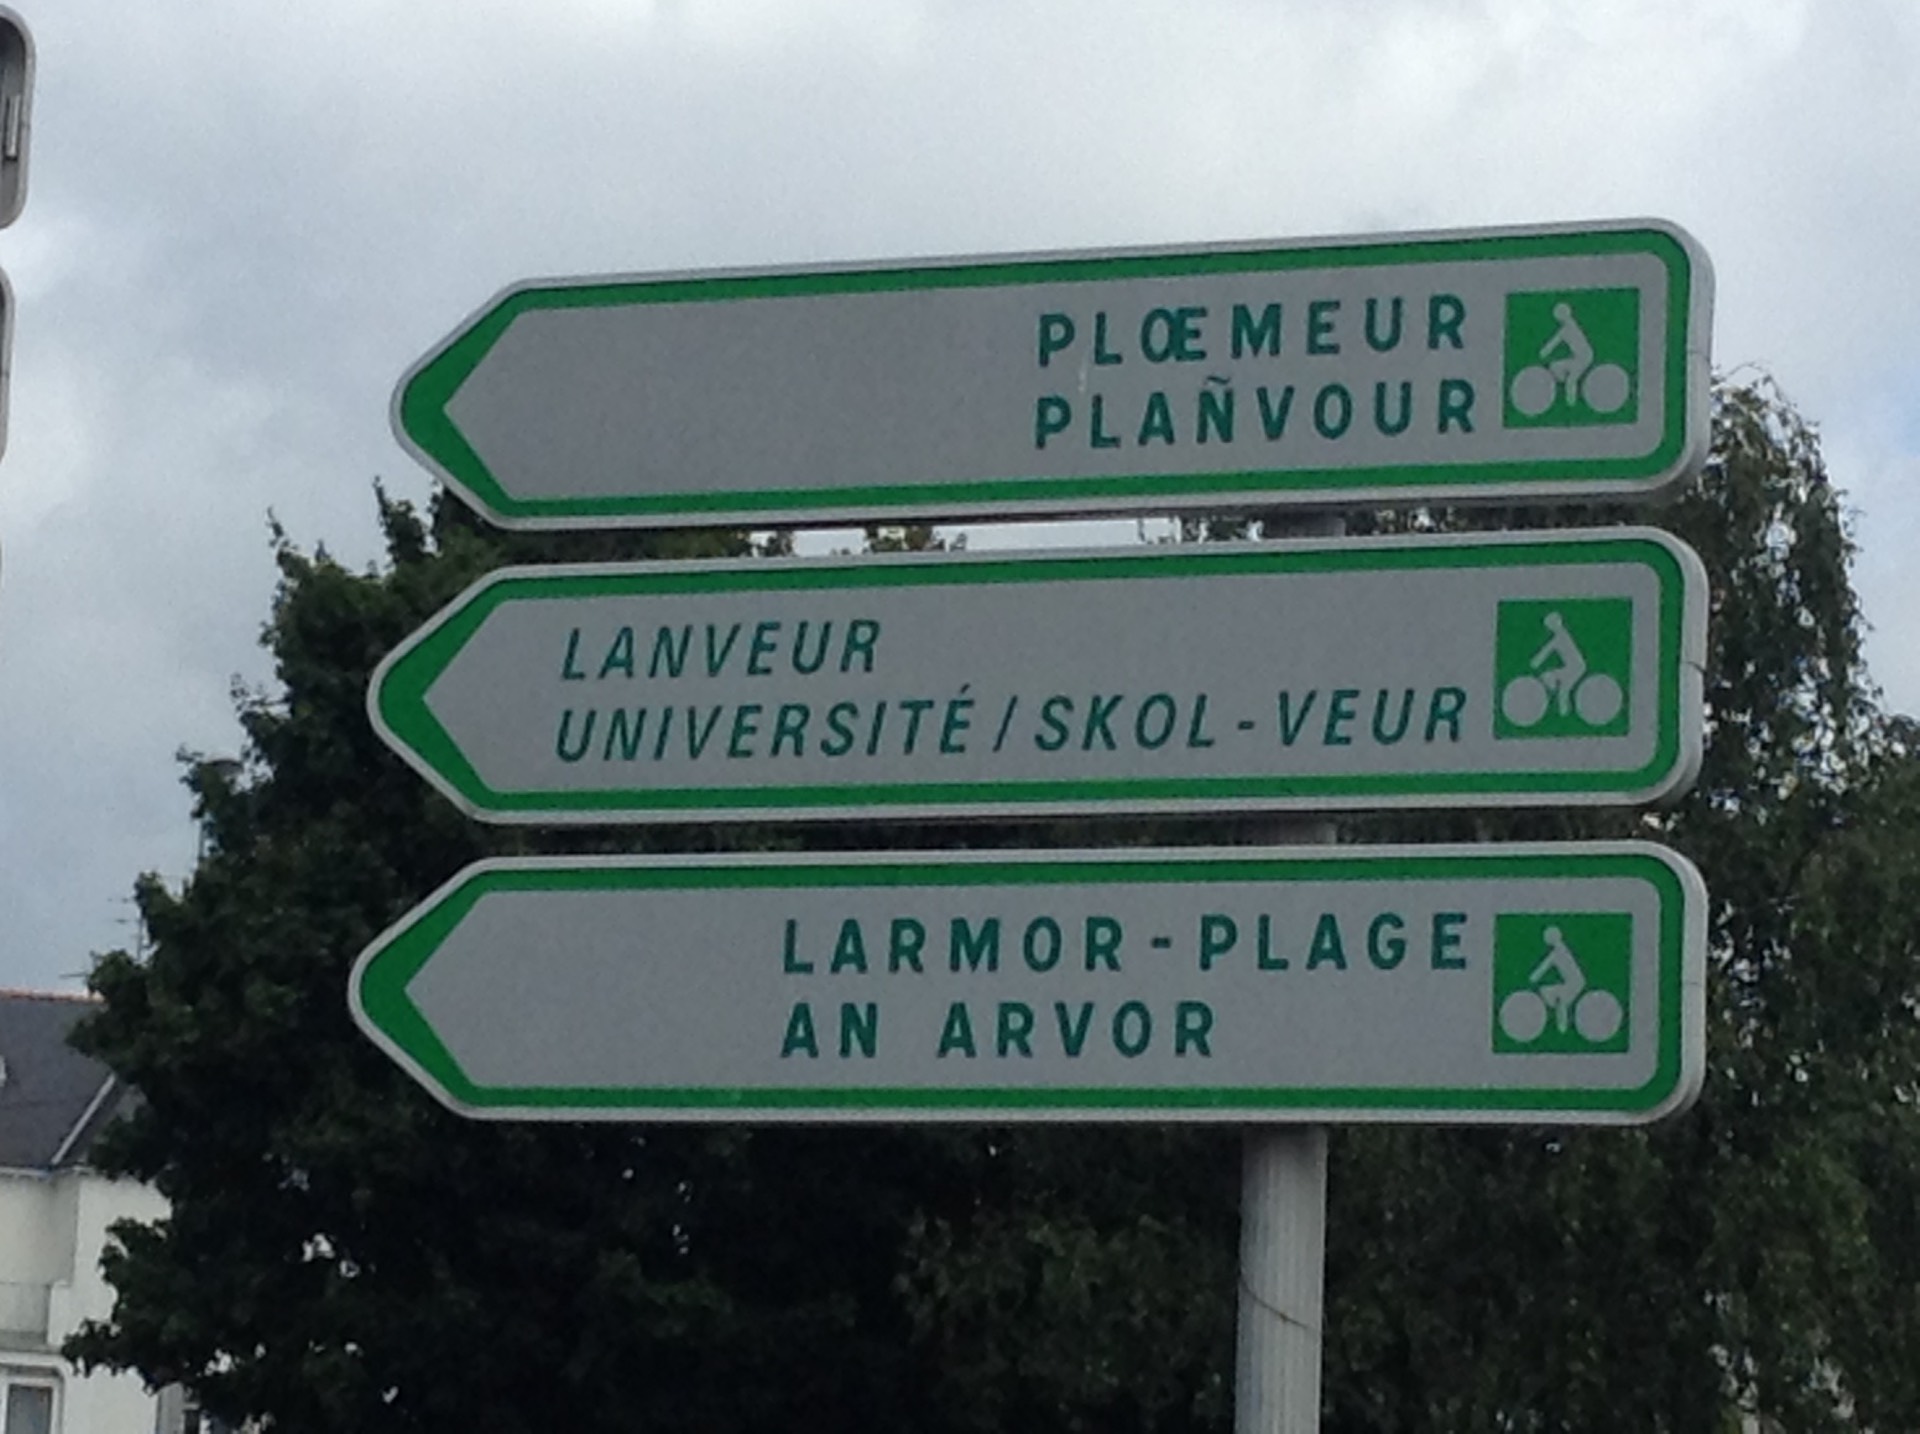 PLŒMEUR
PLAÑVOUR
LANVEUR
UNIVERSITÉ/SKOL-VEUR
LARMOR-PLAGE
AN ARVOR